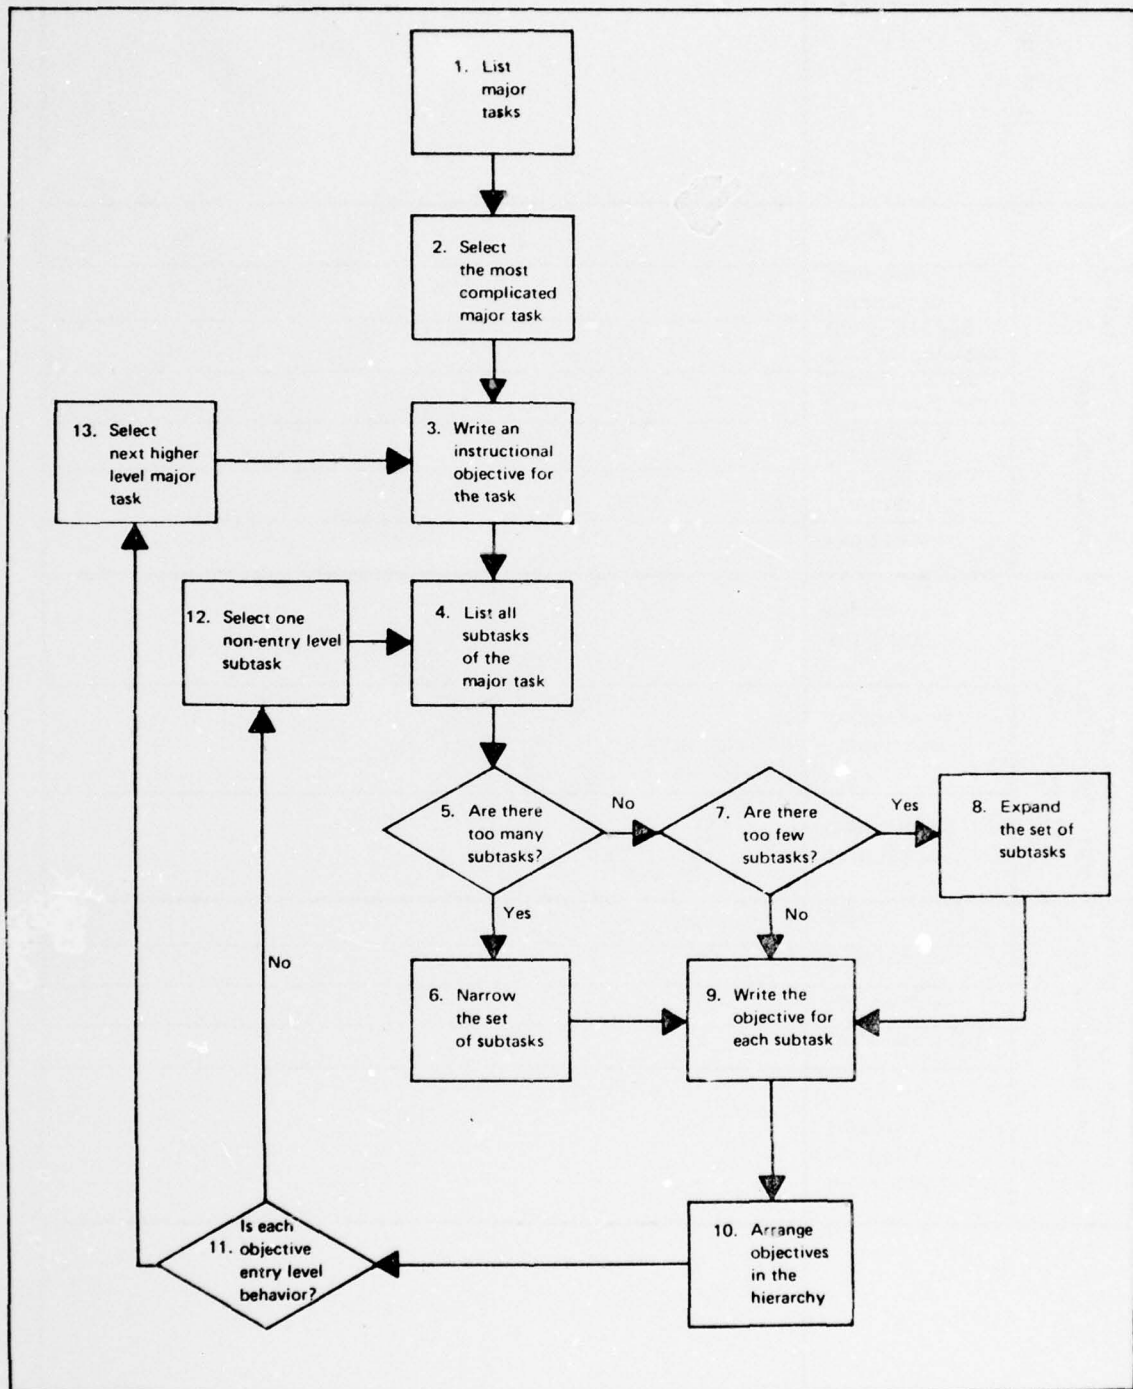 1. List
major
tasks
2. Select
the most
complicated
major task
13. Select
next higher
level major
task
3. Write an
instructional
objective for
the task
12. Select one
non-entry level
subtask
4. List all
subtasks
of the
major task
5. Are there
too many
subtasks?
No
7. Are there
too few
subtasks?
Yes
8. Expand
the set of
subtasks
Yes
No
No
6. Narrow
the set
of subtasks
9. Write the
objective for
each subtask
Is each
11. objective
entry level
behavior?
10. Arrange
objectives
in the
hierarchy